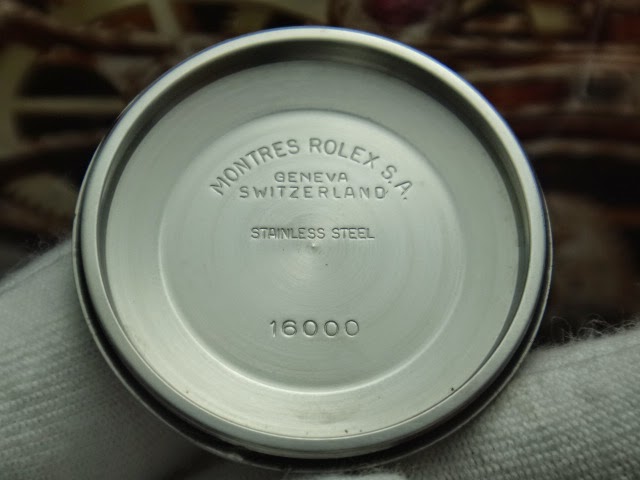 MONTRES ROLEX S.A.
GENEVA
SWITZERLAND
STAINLESS STEEL
16000